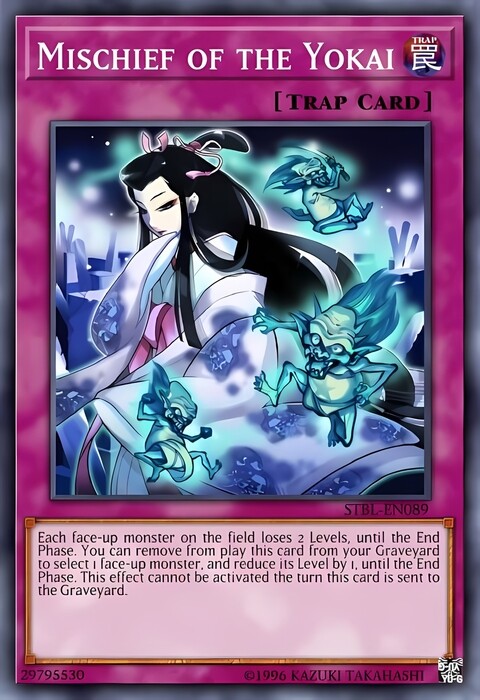 Mischief of the Yokai
TRAP
罠
[Trap Card]
STBL-EN089
Each face-up monster on the field loses 2 Levels, until the End
Phase. You can remove from play this card from your Graveyard
to select 1 face-up monster, and reduce its Level by 1, until the End
Phase. This effect cannot be activated the turn this card is sent to
the Graveyard.
29795530
©1996 KAZUKI TAKAHASHI